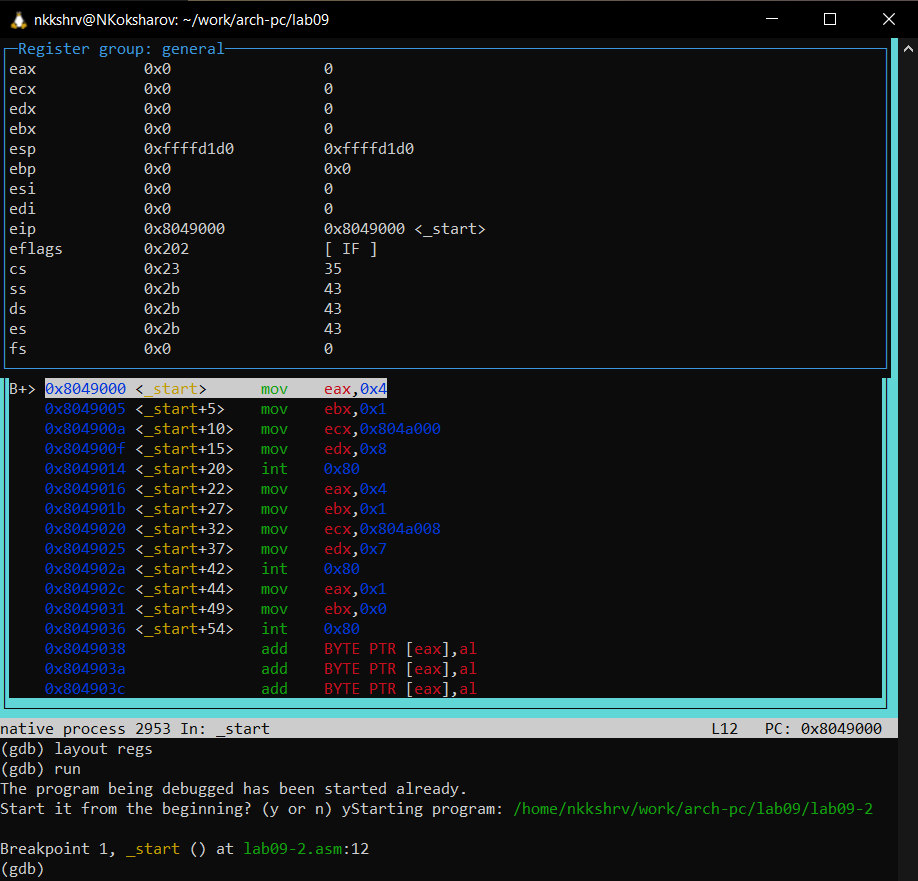 nkkshrv@NKoksharov: ~/work/arch-pc/lab09
Register group: general
eax 0x0 0
ecx 0x0 0
edx 0x0 0
ebx 0x0 0
esp 0xffffd1d0 0xffffd1d0
ebp 0x0 0x0
esi 0x0 0
edi 0x0 0
eip 0x8049000 0x8049000 <_start>
eflags 0x202 [ IF ]
cs 0x23 35
ss 0x2b 43
ds 0x2b 43
es 0x2b 43
fs 0x0 0
B+> 0x8049000 <_start> mov eax,0x4
0x8049005 <_start+5> mov ebx,0x1
0x804900a <_start+10> mov ecx,0x804a000
0x804900f <_start+15> mov edx,0x8
0x8049014 <_start+20> int 0x80
0x8049016 <_start+22> mov eax,0x4
0x804901b <_start+27> mov ebx,0x1
0x8049020 <_start+32> mov ecx,0x804a008
0x8049025 <_start+37> mov edx,0x7
0x804902a <_start+42> int 0x80
0x804902c <_start+44> mov eax,0x1
0x8049031 <_start+49> mov ebx,0x0
0x8049036 <_start+54> int 0x80
0x8049038 add BYTE PTR [eax],al
0x804903a add BYTE PTR [eax],al
0x804903c add BYTE PTR [eax],al
native process 2953 In: _start L12 PC: 0x8049000
(gdb) layout regs
(gdb) run
The program being debugged has been started already.
Start it from the beginning? (y or n) yStarting program: /home/nkkshrv/work/arch-pc/lab09/lab09-2
Breakpoint 1, _start () at lab09-2.asm:12
(gdb)